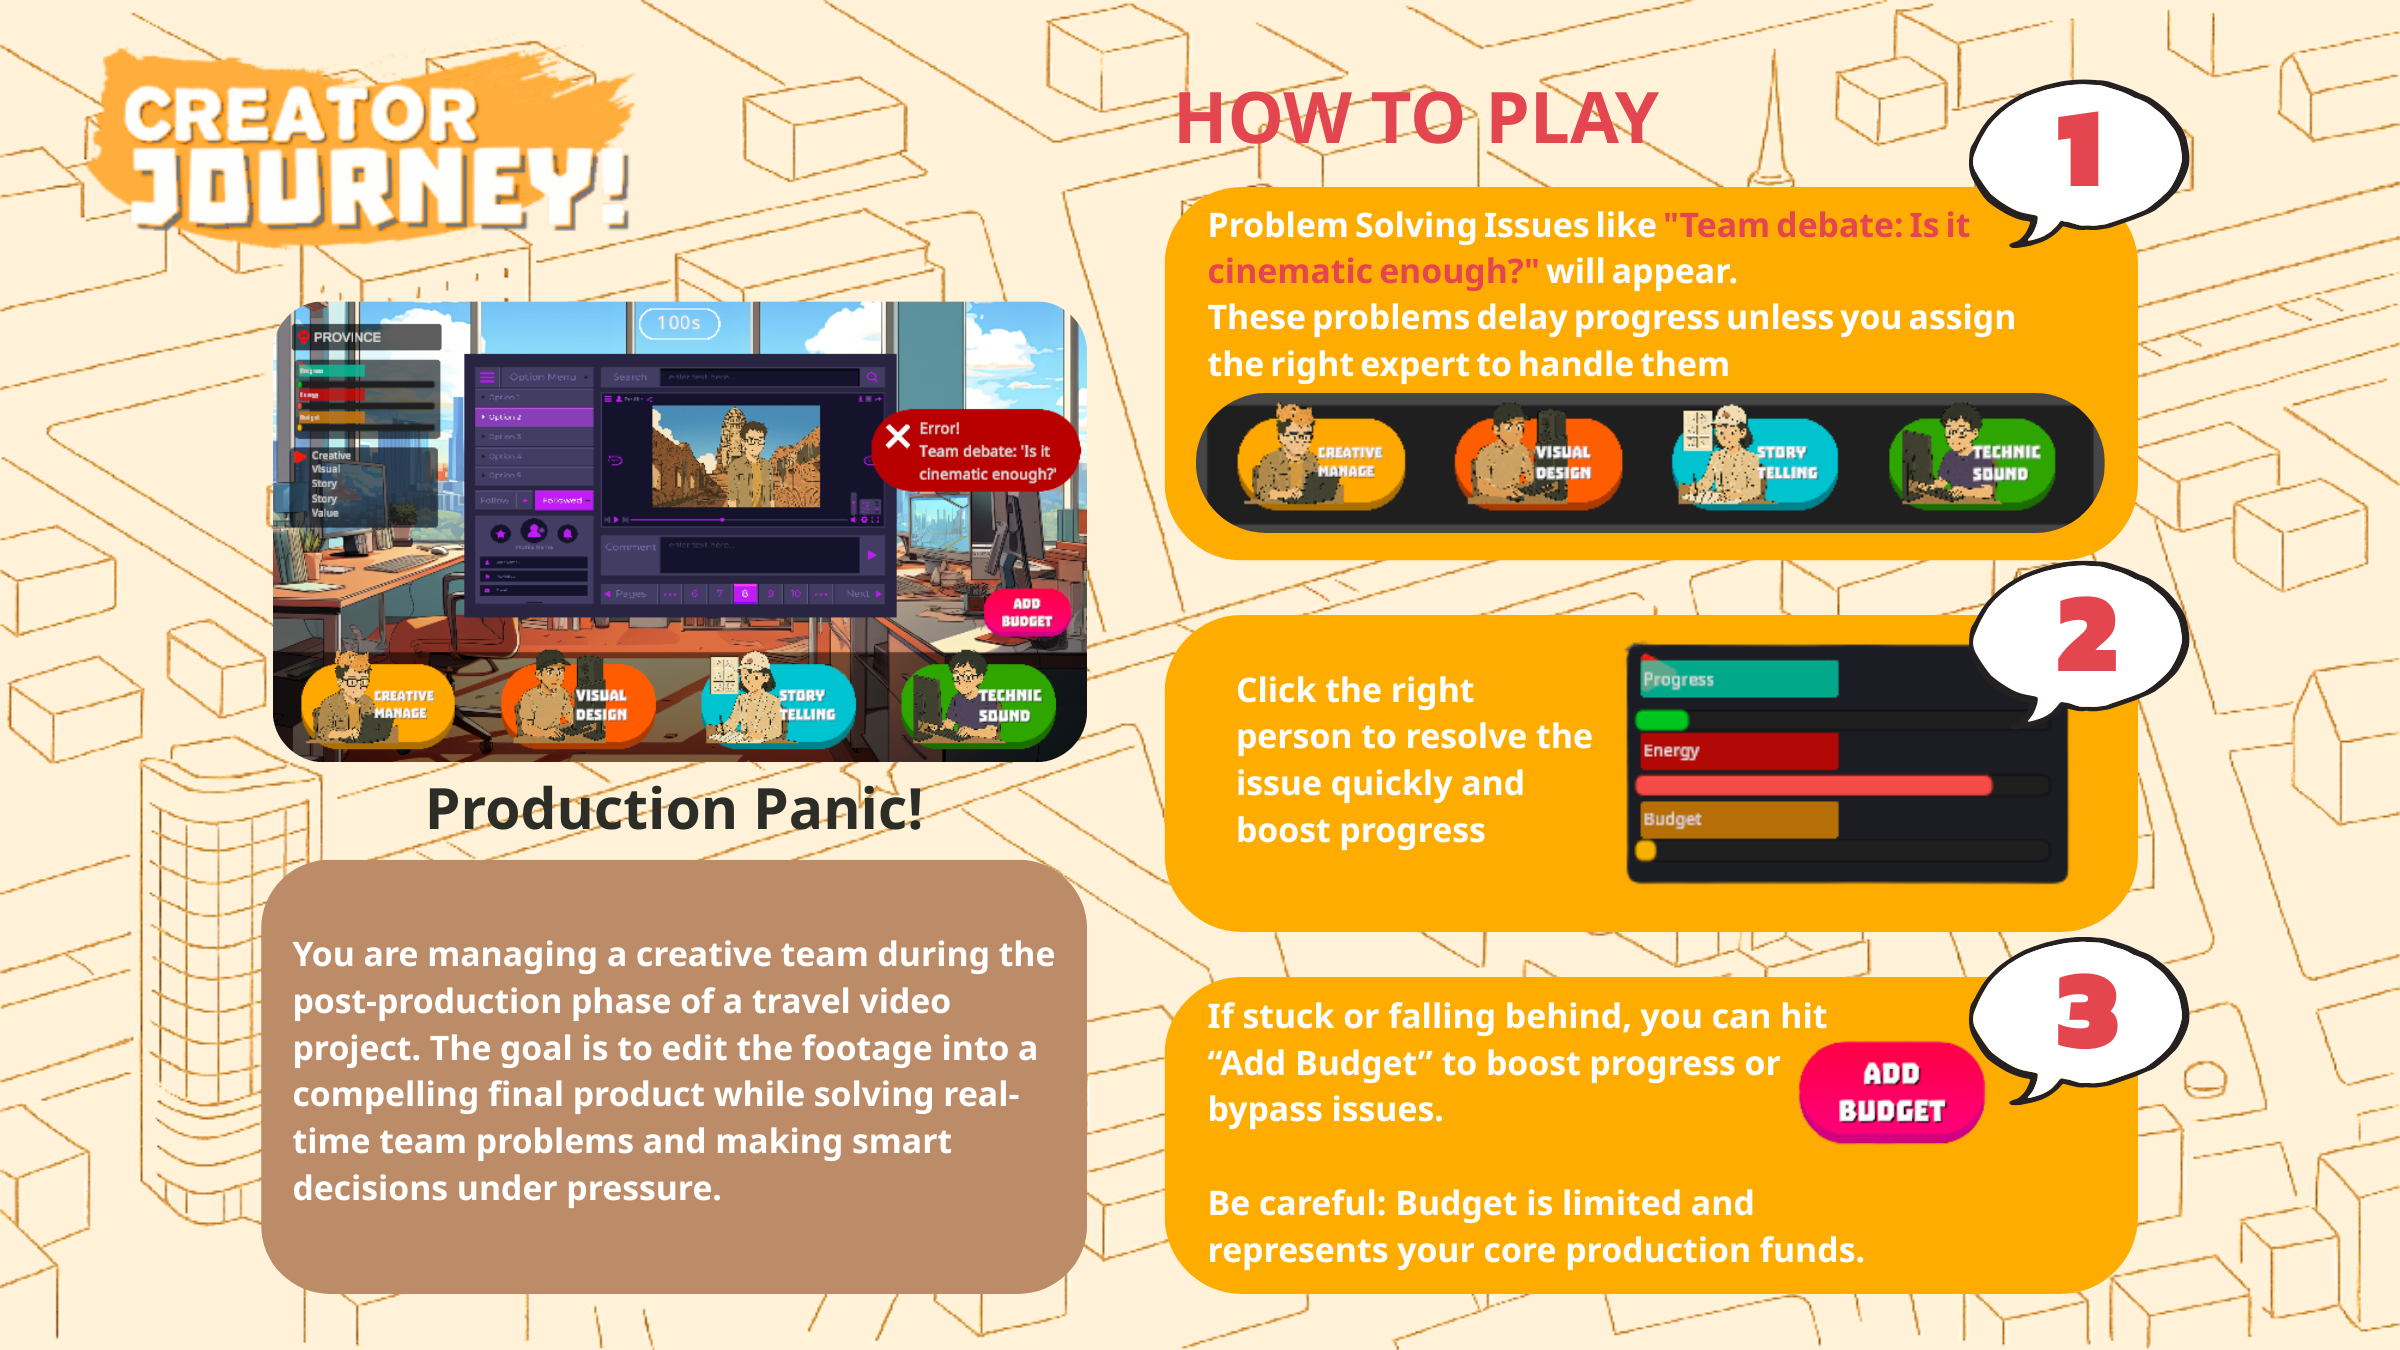 CREATOR
JOURNEY!
100s
PROVINCE
Progress
Energy
Budget
Creative
Visual
Story
Story
Value
Option Menu
Search
enter text here...
Option 1
Option 2
Option 3
Option 4
Option 5
Follow +
Followed
Error!
Team debate: 'Is it
cinematic enough?'
Comment
enter text here...
Pages ... 6 7 8 9 10 ... Next
ADD
BUDGET
CREATIVE
MANAGE
VISUAL
DESIGN
STORY
TELLING
TECHNIC
SOUND
Production Panic!
You are managing a creative team during the
post-production phase of a travel video
project. The goal is to edit the footage into a
compelling final product while solving real-
time team problems and making smart
decisions under pressure.
HOW TO PLAY
1
Problem Solving Issues like "Team debate: Is it
cinematic enough?" will appear.
These problems delay progress unless you assign
the right expert to handle them
CREATIVE
MANAGE
VISUAL
DESIGN
STORY
TELLING
TECHNIC
SOUND
2
Click the right
person to resolve the
issue quickly and
boost progress
Progress
Energy
Budget
3
If stuck or falling behind, you can hit
“Add Budget” to boost progress or
bypass issues.
ADD
BUDGET
Be careful: Budget is limited and
represents your core production funds.